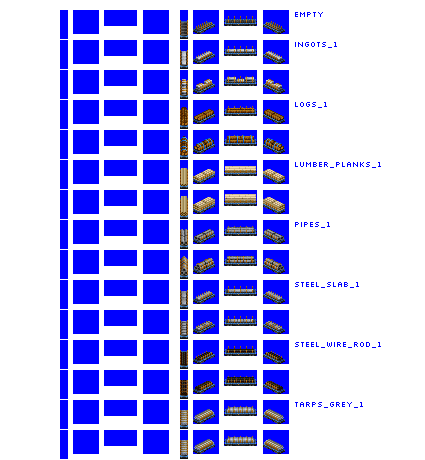 EMPTY
INGOTS_1
LOGS_1
LUMBER_PLANKS_1
PIPES_1
STEEL_SLAB_1
STEEL_WIRE_ROD_1
TARPS_GREY_1